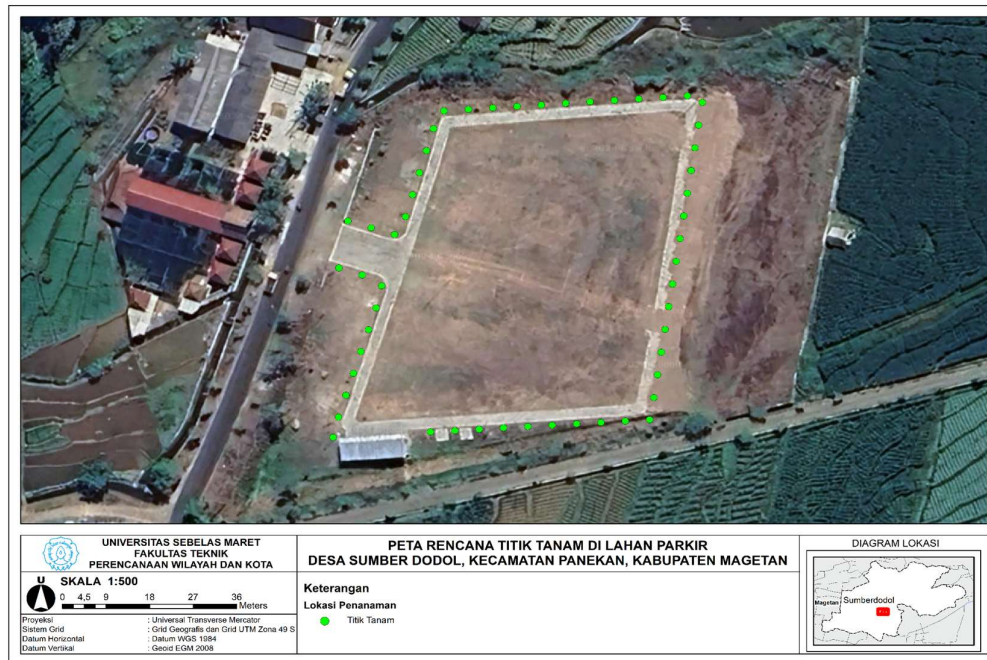 UNIVERSITAS SEBELAS MARET
FAKULTAS TEKNIK
PERENCANAAN WILAYAH DAN KOTA
U
SKALA 1:500
0 4,5 9 18 27 36
Meters
Proyeksi : Universal Transverse Mercator
Sistem Grid : Grid Geografis dan Grid UTM Zona 49 S
Datum Horizontal : Datum WGS 1984
Datum Vertikal : Geoid EGM 2008
PETA RENCANA TITIK TANAM DI LAHAN PARKIR
DESA SUMBER DODOL, KECAMATAN PANEKAN, KABUPATEN MAGETAN
Keterangan
Lokasi Penanaman
Titik Tanam
DIAGRAM LOKASI
Magetan
Sumberdodol